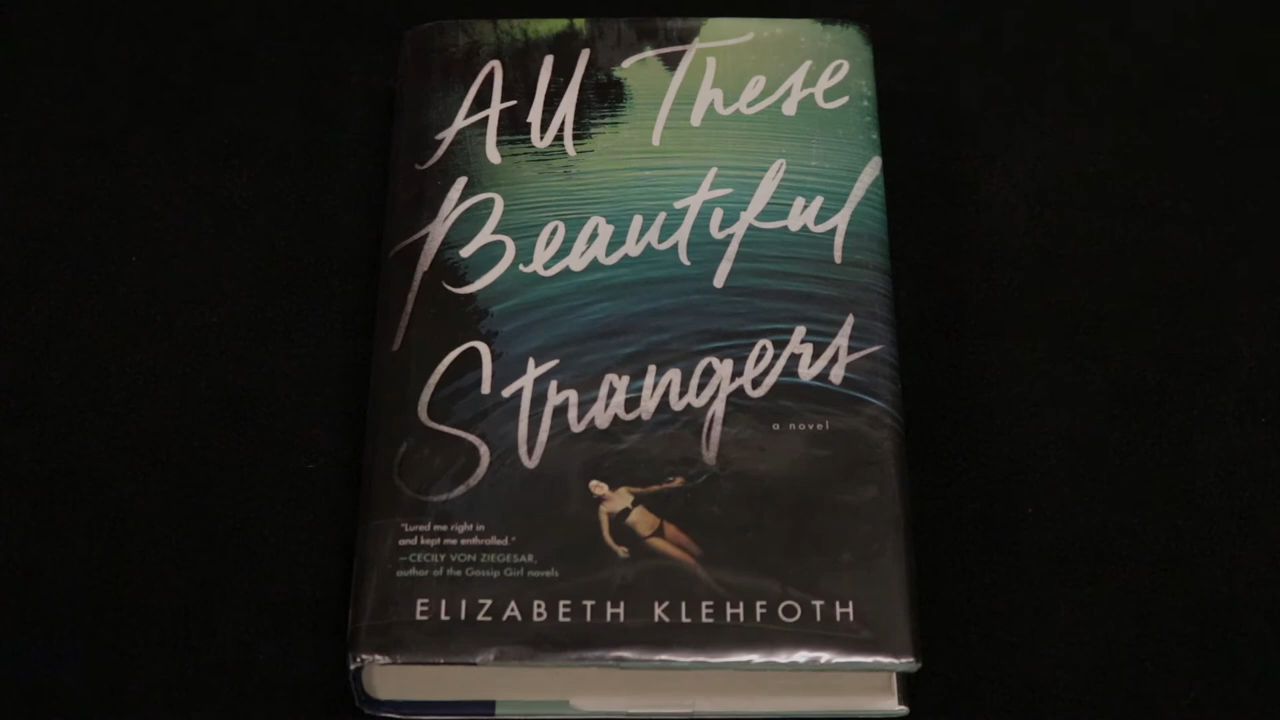 All These
Beautiful
Strangers
a novel
"Lured me right in
and kept me enthralled."
—CECILY VON ZIEGESAR,
author of the Gossip Girl novels
ELIZABETH KLEHFOTH